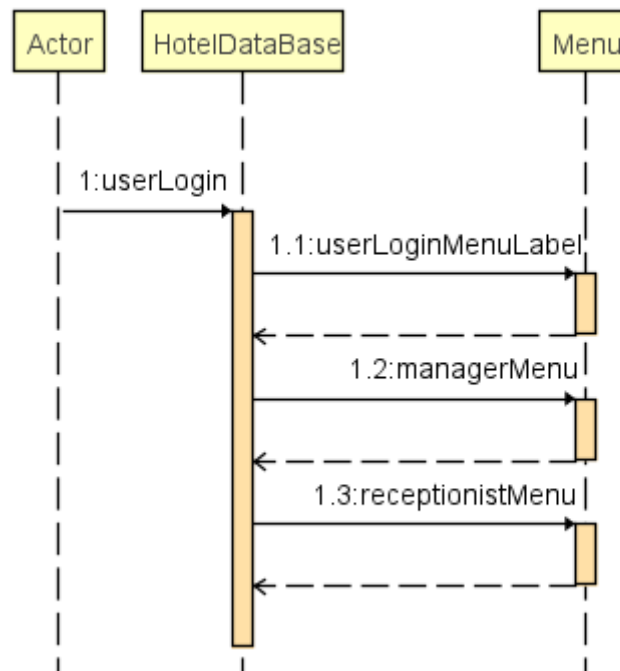 Actor
HotelDataBase
Menu
1:userLogin
1.1:userLoginMenuLabel
1.2:managerMenu
1.3:receptionistMenu